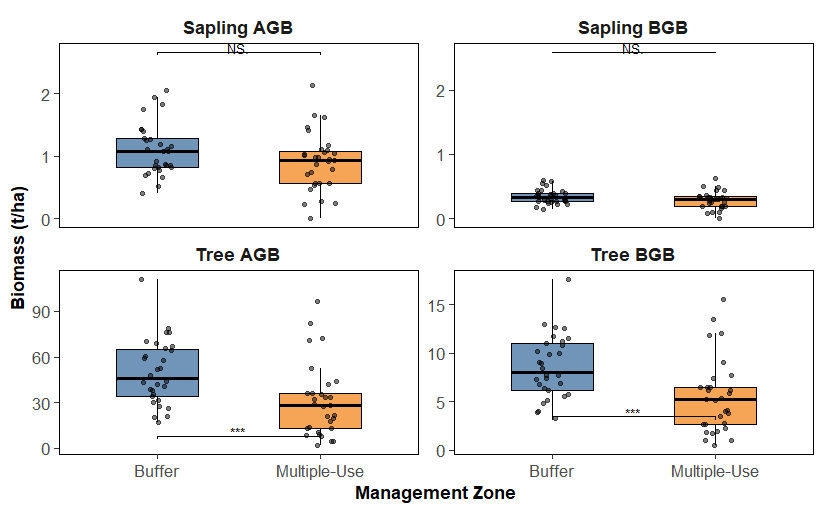 Sapling AGB
Sapling BGB
NS.
NS.
2
1
0
2
1
0
Biomass (t/ha)
Tree AGB
Tree BGB
90
60
30
0
***
15
10
5
0
***
Buffer
Multiple-Use
Buffer
Multiple-Use
Management Zone